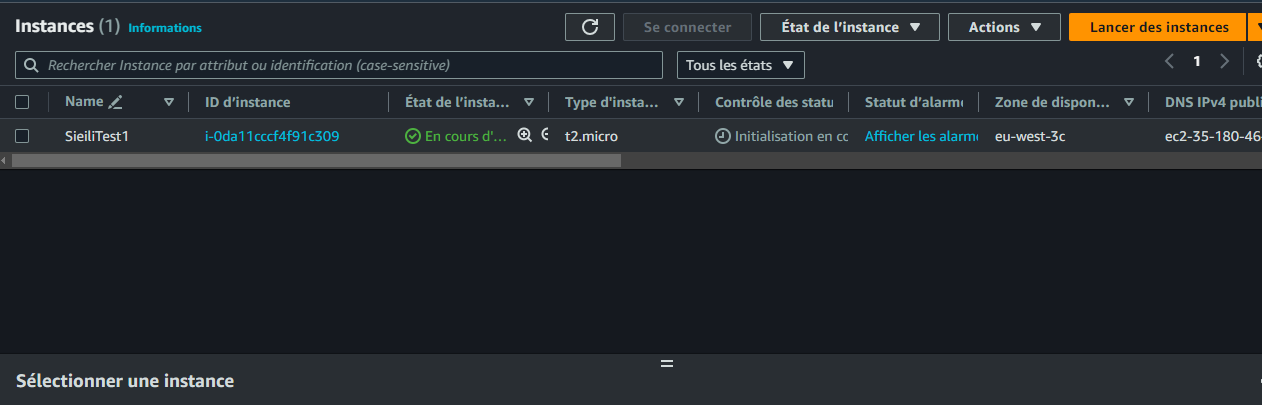 Instances (1) Informations
Se connecter
État de l'instance
Actions
Lancer des instances
Rechercher Instance par attribut ou identification (case-sensitive)
Tous les états
1
Name ID d'instance État de l'insta... Type d'insta... Contrôle des statu Statut d'alarme Zone de dispon... DNS IPv4 publi
SieiliTest1 i-0da11cccf4f91c309 En cours d'... t2.micro Initialisation en cc Afficher les alarme eu-west-3c ec2-35-180-46-
Sélectionner une instance